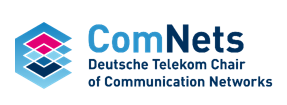 ComNets
Deutsche Telekom Chair
of Communication Networks